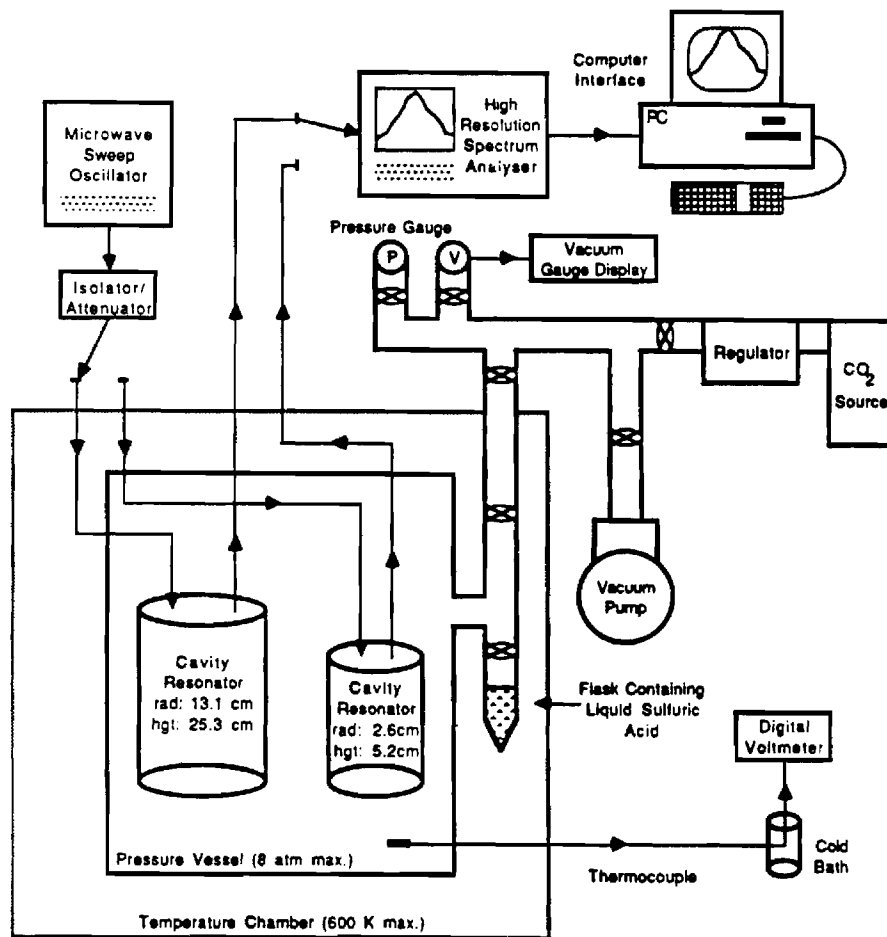 Computer
Interface
Microwave
Sweep
Oscillator
High
Resolution
Spectrum
Analyser
PC
Isolator/
Attenuator
Pressure Gauge
P
V
Vacuum
Gauge Display
Regulator
CO2
Source
Vacuum
Pump
Cavity
Resonator
rad: 13.1 cm
hgt: 25.3 cm
Cavity
Resonator
rad: 2.6cm
hgt: 5.2cm
Flask Containing
Liquid Sulfuric
Acid
Digital
Voltmeter
Cold
Bath
Thermocouple
Pressure Vessel (8 atm max.)
Temperature Chamber (600 K max.)